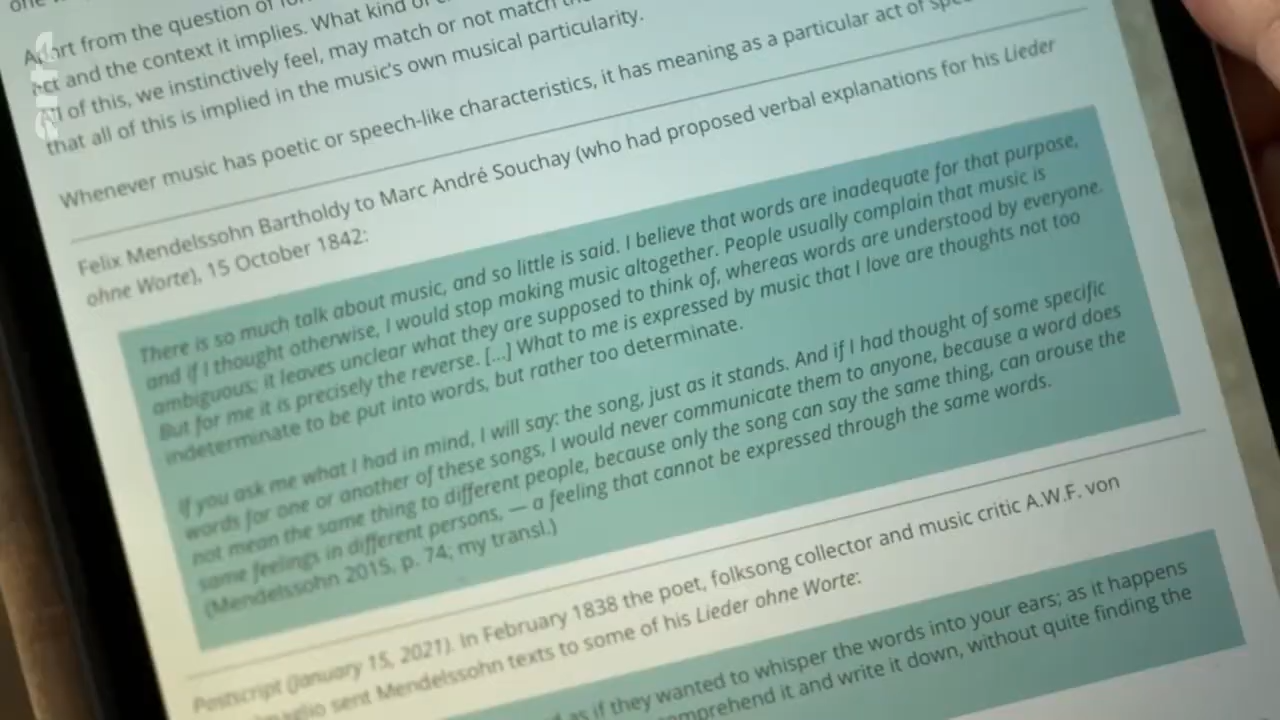 arte
Apart from the question of
act and the context it implies. What kind of
All of this, we instinctively feel, may match or not match the
that all of this is implied in the music's own musical particularity.
Whenever music has poetic or speech-like characteristics, it has meaning as a particular act of
Felix Mendelssohn Bartholdy to Marc André Souchay (who had proposed verbal explanations for his Lieder
ohne Worte), 15 October 1842:
There is so much talk about music, and so little is said. I believe that words are inadequate for that purpose,
and if I thought otherwise, I would stop making music altogether. People usually complain that music is
ambiguous; it leaves unclear what they are supposed to think of, whereas words are understood by everyone.
But for me it is precisely the reverse. [...] What to me is expressed by music that I love are thoughts not too
indeterminate to be put into words, but rather too determinate.
If you ask me what I had in mind, I will say: the song, just as it stands. And if I had thought of some specific
words for one or another of these songs, I would never communicate them to anyone, because a word does
not mean the same thing to different people, because only the song can say the same thing, can arouse the
same feelings in different persons, — a feeling that cannot be expressed through the same words.
(Mendelssohn 2015, p. 74; my transl.)
Postscript (January 15, 2021). In February 1838 the poet, folksong collector and music critic A.W.F. von
sent Mendelssohn texts to some of his Lieder ohne Worte:
as if they wanted to whisper the words into your ears; as it happens
comprehend it and write it down, without quite finding the